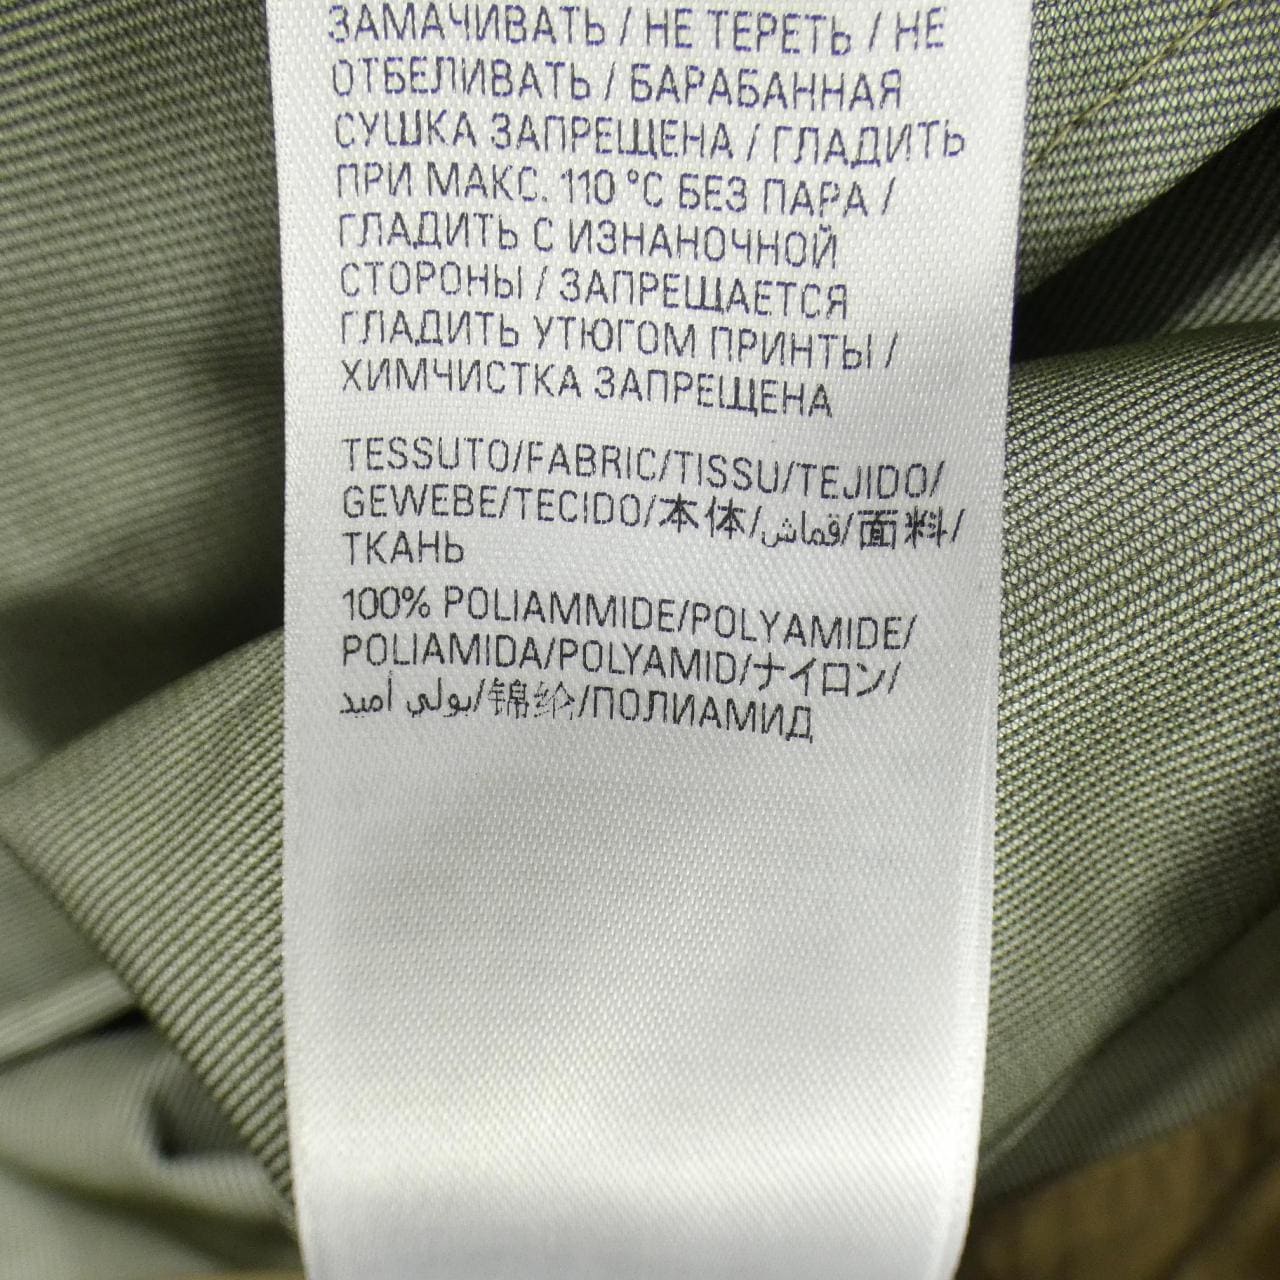 ЗАМАЧИВАТЬ / НЕ ТЕРЕТЬ / НЕ
ОТБЕЛИВАТЬ / БАРАБАННАЯ
СУШКА ЗАПРЕЩЕНА / ГЛАДИТЬ
ПРИ МАКС. 110 °C БЕЗ ПАРА /
ГЛАДИТЬ С ИЗНАНОЧНОЙ
СТОРОНЫ / ЗАПРЕЩАЕТСЯ
ГЛАДИТЬ УТЮГОМ ПРИНТЫ /
ХИМЧИСТКА ЗАПРЕЩЕНА
TESSUTO/FABRIC/TISSU/TEJIDO/
GEWEBE/TECIDO/本体/قماش/面料/
ТКАНЬ
100% POLIAMMIDE/POLYAMIDE/
POLIAMIDA/POLYAMID/ナイロン/
بولي أميد/锦纶/ПОЛИАМИД